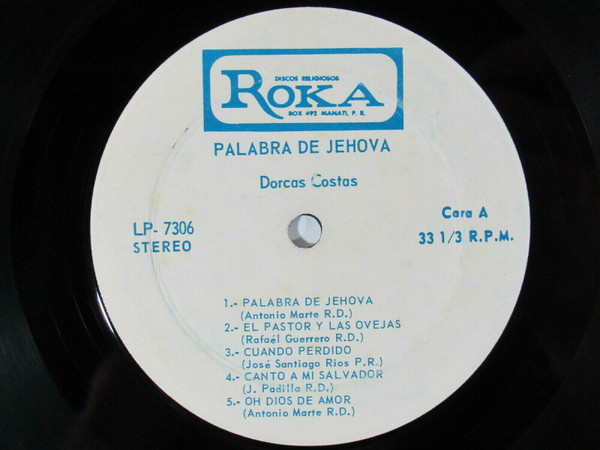 DISCOS RELIGIOSOS
ROKA
BOX 492 MANATI, P. R.
PALABRA DE JEHOVA
Dorcas Costas
LP- 7306
STEREO
Cara A
33 1/3 R.P.M.
1.- PALABRA DE JEHOVA
(Antonio Marte R.D.)
2.- EL PASTOR Y LAS OVEJAS
(Rafaél Guerrero R.D.)
3.- CUANDO PERDIDO
(José Santiago Rios P.R.)
4.- CANTO A MI SALVADOR
(J. Padilla R.D.)
5.- OH DIOS DE AMOR
(Antonio Marte R.D.)